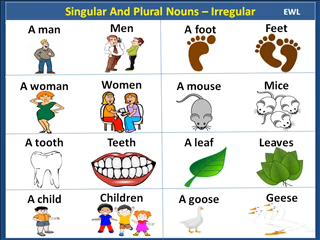 Singular And Plural Nouns – Irregular
EWL
A man
Men
A foot
Feet
A woman
Women
A mouse
Mice
A tooth
Teeth
A leaf
Leaves
A child
Children
A goose
Geese